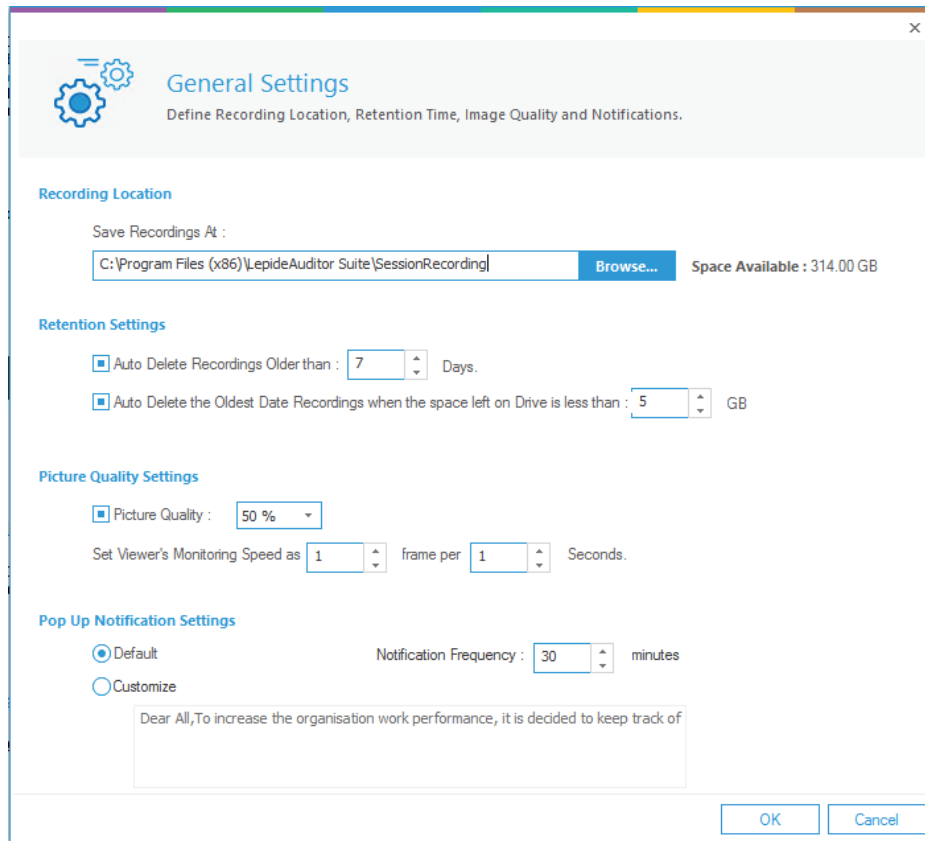 General Settings
Define Recording Location, Retention Time, Image Quality and Notifications.
Recording Location
Save Recordings At :
C:\Program Files (x86)\LepideAuditor Suite\SessionRecording Browse... Space Available : 314.00 GB
Retention Settings
Auto Delete Recordings Older than : 7 Days.
Auto Delete the Oldest Date Recordings when the space left on Drive is less than : 5 GB
Picture Quality Settings
Picture Quality : 50 %
Set Viewer's Monitoring Speed as 1 frame per 1 Seconds.
Pop Up Notification Settings
Default Notification Frequency : 30 minutes
Customize
Dear All,To increase the organisation work performance, it is decided to keep track of
OK Cancel